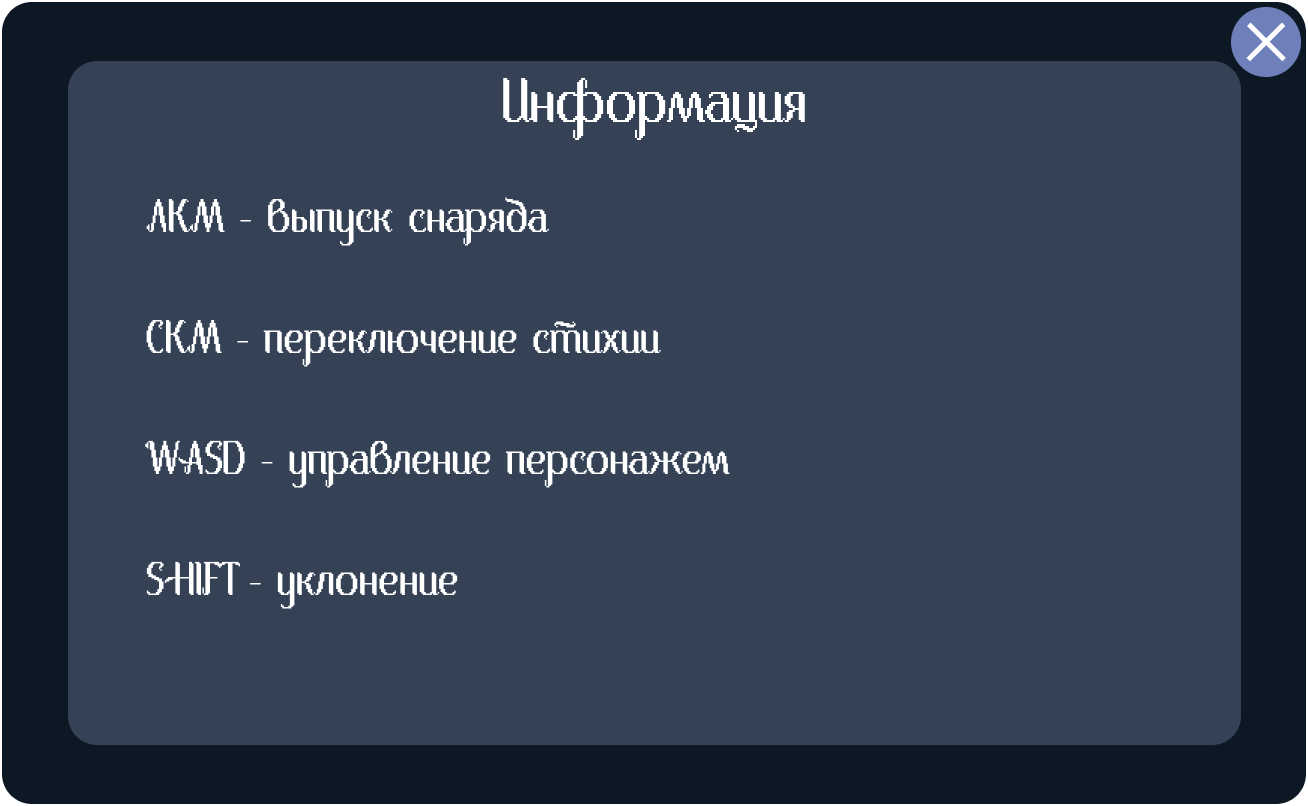 Информация
ЛКМ - выпуск снаряда
СКМ - переключение стихии
WASD - управление персонажем
SHIFT - уклонение